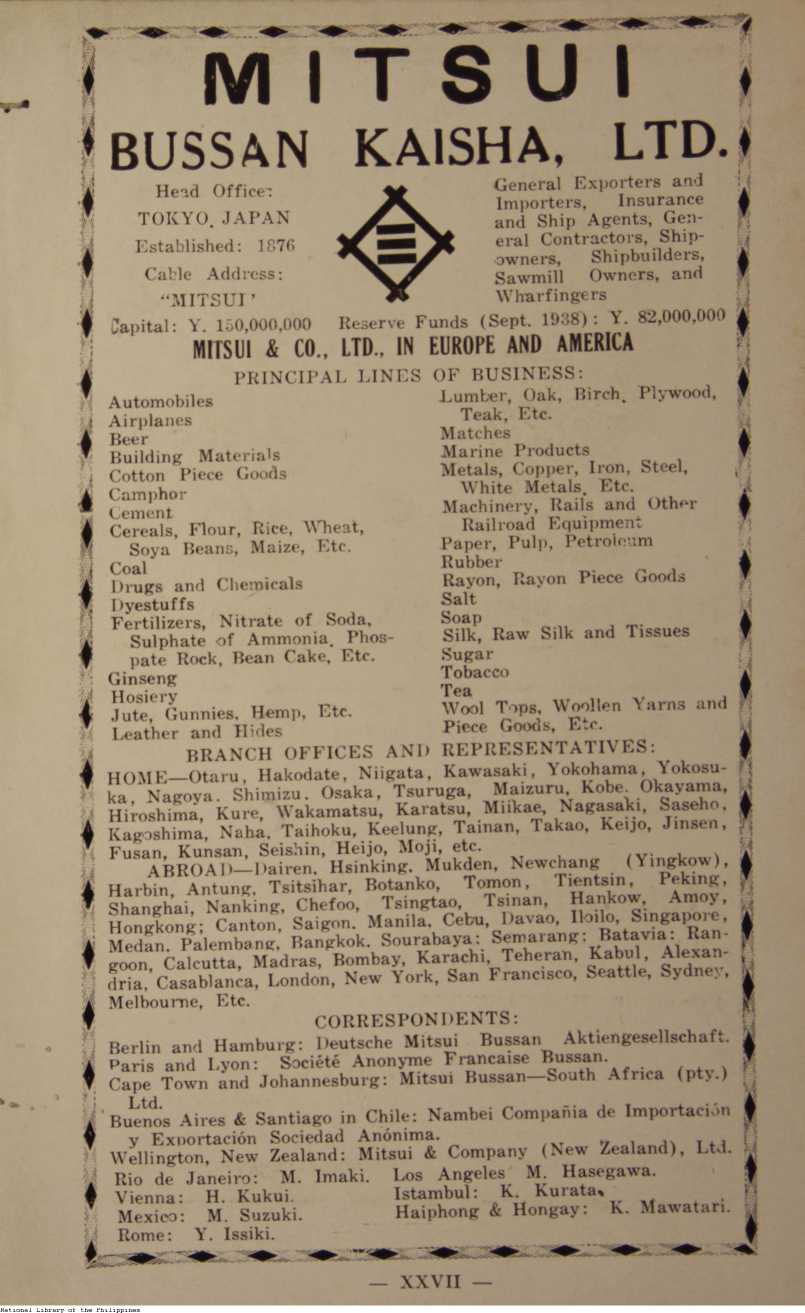 MITSUI
BUSSAN KAISHA, LTD.
Head Office:
TOKYO, JAPAN
Established: 1876
Cable Address:
"MITSUI'
General Exporters and
Importers, Insurance
and Ship Agents, Gen-
eral Contractors, Ship-
owners, Shipbuilders,
Sawmill Owners, and
Wharfingers
Capital: Y. 150,000,000 Reserve Funds (Sept. 1938): Y. 82,000,000
MITSUI & CO., LTD., IN EUROPE AND AMERICA
PRINCIPAL LINES OF BUSINESS:
Automobiles
Airplanes
Beer
Building Materials
Cotton Piece Goods
Camphor
Cement
Cereals, Flour, Rice, Wheat,
Soya Beans, Maize, Etc.
Coal
Drugs and Chemicals
Dyestuffs
Fertilizers, Nitrate of Soda,
Sulphate of Ammonia, Phos-
pate Rock, Bean Cake, Etc.
Ginseng
Hosiery
Jute, Gunnies, Hemp, Etc.
Leather and Hides
Lumber, Oak, Birch, Plywood,
Teak, Etc.
Matches
Marine Products
Metals, Copper, Iron, Steel,
White Metals, Etc.
Machinery, Rails and Other
Railroad Equipment
Paper, Pulp, Petroleum
Rubber
Rayon, Rayon Piece Goods
Salt
Soap
Silk, Raw Silk and Tissues
Sugar
Tobacco
Tea
Wool Tops, Woollen Yarns and
Piece Goods, Etc.
BRANCH OFFICES AND REPRESENTATIVES:
HOME—Otaru, Hakodate, Niigata, Kawasaki, Yokohama, Yokosu-
ka, Nagoya. Shimizu. Osaka, Tsuruga, Maizuru, Kobe. Okayama,
Hiroshima, Kure, Wakamatsu, Karatsu, Miikae, Nagasaki, Saseho,
Kagoshima, Naha, Taihoku, Keelung, Tainan, Takao, Keijo, Jinsen,
Fusan, Kunsan, Seishin, Heijo, Moji, etc.
ABROAD—Dairen, Hsinking, Mukden, Newchang (Yingkow),
Harbin, Antung, Tsitsihar, Botanko, Tomon, Tientsin, Peking,
Shanghai, Nanking, Chefoo, Tsingtao, Tsinan, Hankow, Amoy,
Hongkong; Canton, Saigon. Manila, Cebu, Davao, Iloilo, Singapore,
Medan. Palembang, Bangkok. Sourabaya; Semarang; Batavia; Ran-
goon, Calcutta, Madras, Bombay, Karachi, Teheran, Kabul, Alexan-
dria, Casablanca, London, New York, San Francisco, Seattle, Sydney,
Melbourne, Etc.
CORRESPONDENTS:
Berlin and Hamburg: Deutsche Mitsui Bussan Aktiengesellschaft.
Paris and Lyon: Société Anonyme Francaise Bussan.
Cape Town and Johannesburg: Mitsui Bussan—South Africa (pty.)
Ltd.
Buenos Aires & Santiago in Chile: Nambei Compañia de Importación
y Exportación Sociedad Anónima.
Wellington, New Zealand: Mitsui & Company (New Zealand), Ltd.
Rio de Janeiro: M. Imaki. Los Angeles M. Hasegawa.
Vienna: H. Kukui. Istambul: K. Kurata.
Mexico: M. Suzuki. Haiphong & Hongay: K. Mawatari.
Rome: Y. Issiki.
— XXVII —
National Library of the Philippines